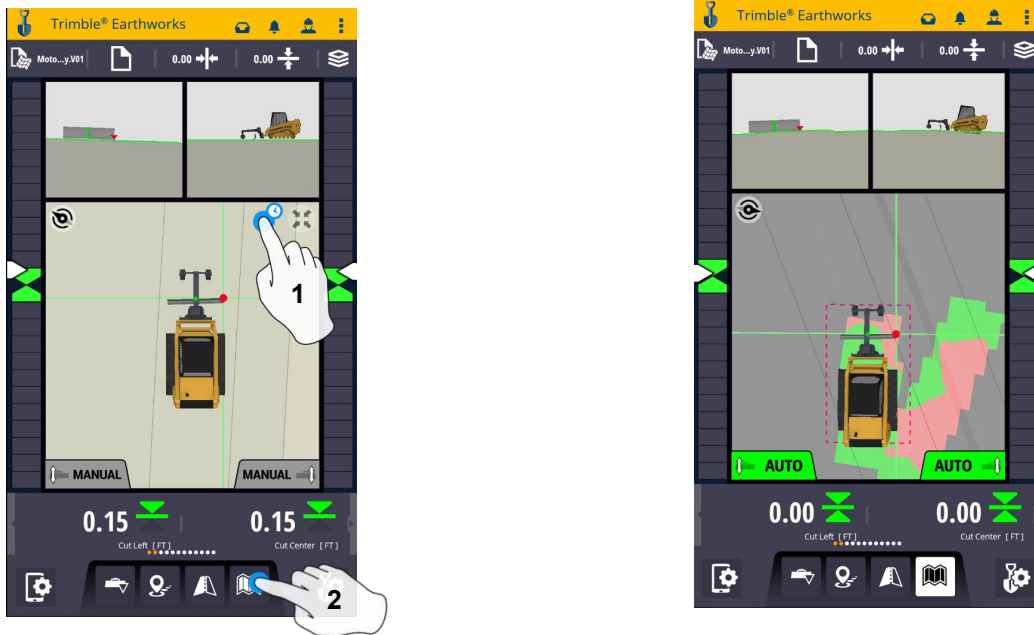 Trimble® Earthworks
Moto...y.V01
0.00
0.00
1
MANUAL
MANUAL
0.15
0.15
Cut Left [FT]
Cut Center [FT]
2
Trimble® Earthworks
Moto...y.V01
0.00
0.00
AUTO
AUTO
0.00
0.00
Cut Left [FT]
Cut Center [FT]